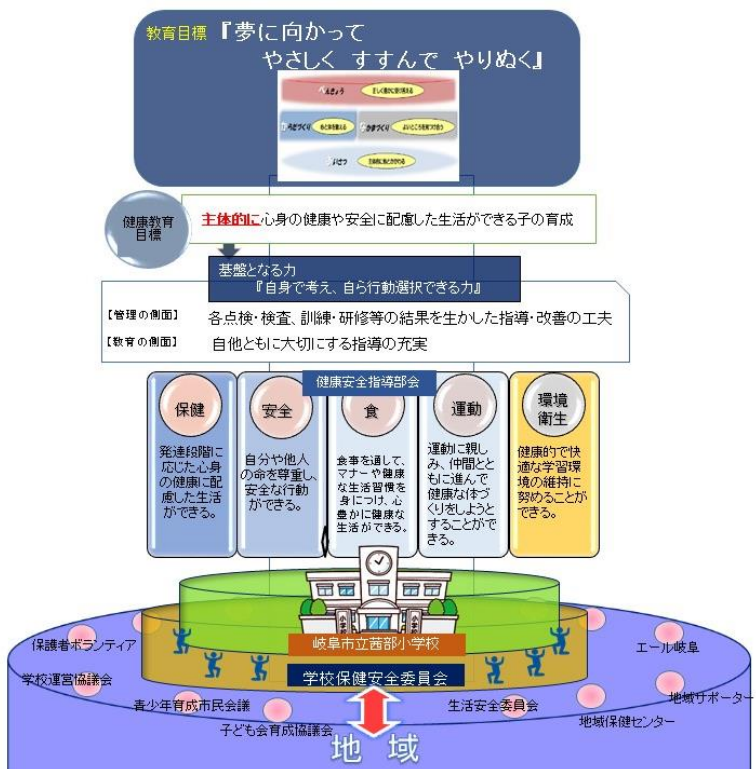 教育目標『夢に向かって
やさしく すすんで やりぬく』
健康教育
目標
主体的に心身の健康や安全に配慮した生活ができる子の育成
基盤となる力
『自身で考え、自ら行動選択できる力』
【管理の側面】 各点検・検査、訓練・研修等の結果を生かした指導・改善の工夫
【教育の側面】 自他ともに大切にする指導の充実
健康安全指導部会
保健
発達段階に
応じた心身
の健康に配
慮した生活
ができる。
安全
自分や他人
の命を尊重し、
安全な行動
ができる。
食
食事を通して、
マナーや健康
な生活習慣を
身につけ、心
豊かに健康な
生活ができる。
運動
運動に親し
み、仲間とと
もに進んで
健康な体づ
くりをしようと
することがで
きる。
環境
衛生
健康的で快
適な学習環
境の維持に
努めることが
できる。
岐阜市立茜部小学校
学校保健安全委員会
保護者ボランティア
学校運営協議会
青少年育成市民会議
子ども会育成協議会
エール岐阜
地域サポーター
生活安全委員会
地域保健センター
地域